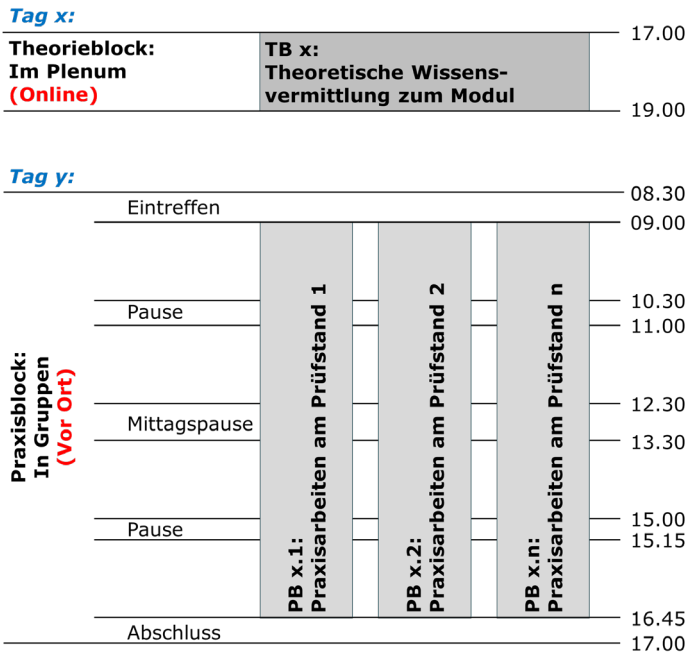 Tag x:
17.00
Theorieblock:
Im Plenum
(Online)
TB x:
Theoretische Wissens-
vermittlung zum Modul
19.00
Tag y:
08.30
Eintreffen
09.00
10.30
Pause
11.00
12.30
Mittagspause
13.30
15.00
Pause
15.15
16.45
Abschluss
17.00
Praxisblock:
In Gruppen
(Vor Ort)
PB x.1:
Praxisarbeiten am Prüfstand 1
PB x.2:
Praxisarbeiten am Prüfstand 2
PB x.n:
Praxisarbeiten am Prüfstand n